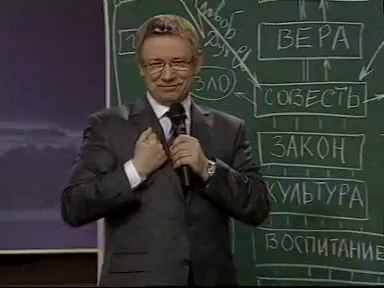 ВЕРА
ЗЛО
СОВЕСТЬ
ЗАКОН
КУЛЬТУРА
ВОСПИТАНИЕ